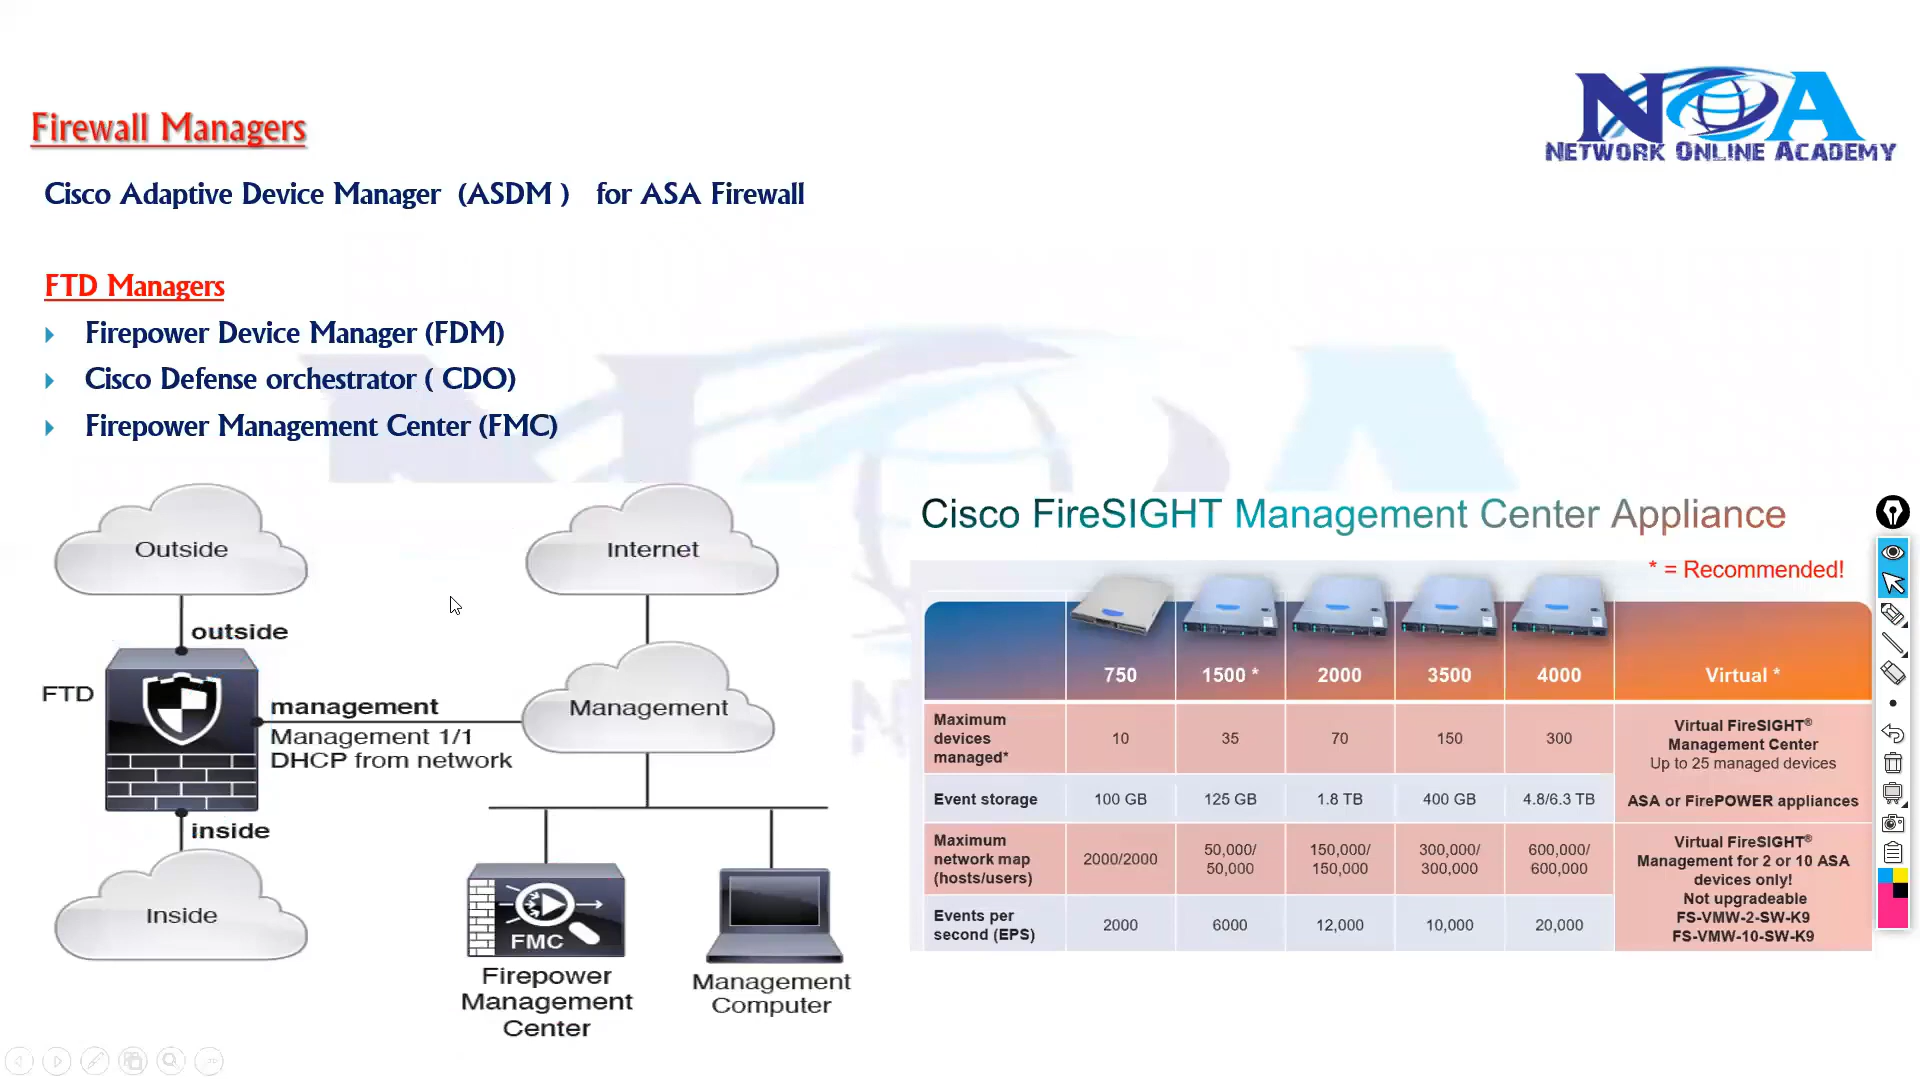 NOA
NETWORK ONLINE ACADEMY
Firewall Managers
Cisco Adaptive Device Manager (ASDM ) for ASA Firewall
FTD Managers
Firepower Device Manager (FDM)
Cisco Defense orchestrator ( CDO)
Firepower Management Center (FMC)
Outside
outside
FTD
management
Management 1/1
DHCP from network
inside
Inside
Internet
Management
FMC
Firepower
Management
Center
Management
Computer
Cisco FireSIGHT Management Center Appliance
* = Recommended!
750 1500 * 2000 3500 4000 Virtual *
Maximum
devices
managed* 10 35 70 150 300
Virtual FireSIGHT®
Management Center
Up to 25 managed devices
ASA or FirePOWER appliances
Event storage 100 GB 125 GB 1.8 TB 400 GB 4.8/6.3 TB
Maximum
network map
(hosts/users) 2000/2000 50,000/
50,000 150,000/
150,000 300,000/
300,000 600,000/
600,000
Virtual FireSIGHT®
Management for 2 or 10 ASA
devices only!
Not upgradeable
FS-VMW-2-SW-K9
FS-VMW-10-SW-K9
Events per
second (EPS) 2000 6000 12,000 10,000 20,000